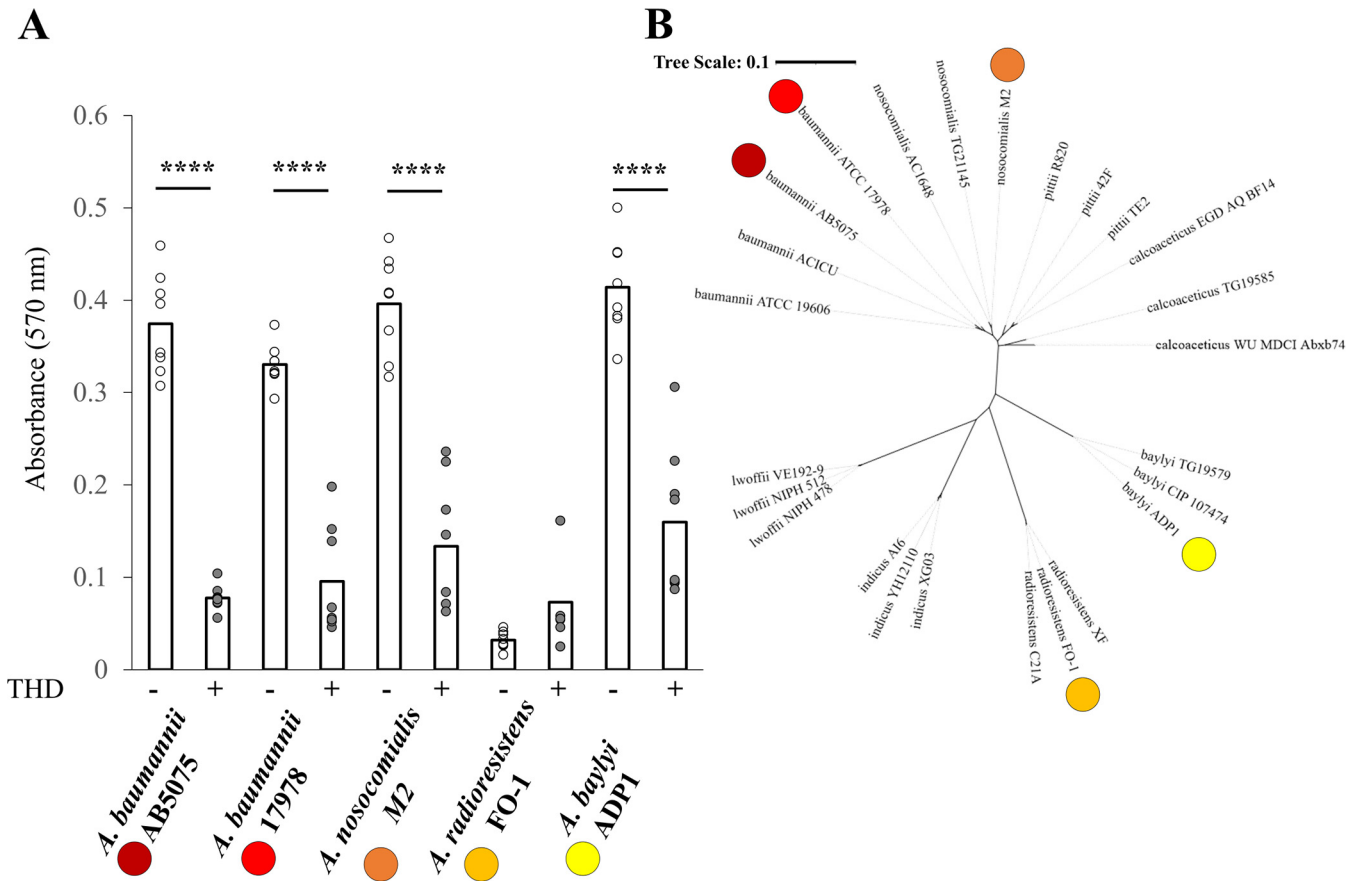 A
0.6
0.5
0.4
0.3
0.2
0.1
0
Absorbance (570 nm)
****
****
****
****
THD
-
+
-
+
-
+
-
+
-
+
A. baumannii
AB5075
A. baumannii
17978
A. nosocomialis
M2
A. radioresistens
FO-1
A. baylyi
ADP1
B
Tree Scale: 0.1
baumannii ATCC 19606
baumannii ACICU
baumannii AB5075
baumannii ATCC 17978
nosocomialis AC1648
nosocomialis TG21145
nosocomialis M2
pittii R820
pittii 42F
pittii TE2
calcoaceticus EGD AQ BF14
calcoaceticus TG19585
calcoaceticus WU MDCI Abxb74
baylyi TG19579
baylyi CIP 107474
baylyi ADP1
radioresistens XF
radioresistens FO-1
radioresistens C21A
indicus XG03
indicus YH12110
indicus AI6
lwoffii NIPH 478
lwoffii NIPH 512
lwoffii VE192-9